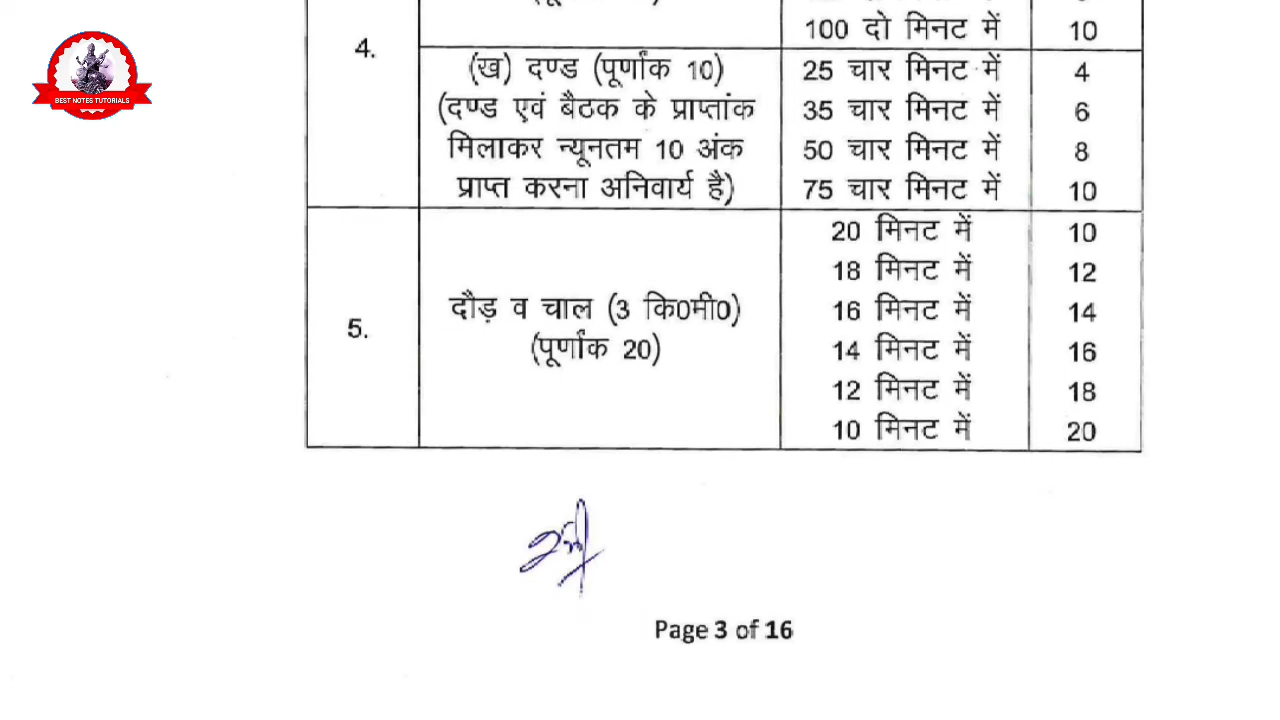 BEST NOTES TUTORIALS
100 दो मिनट में 10
4.
(ख) दण्ड (पूर्णांक 10)
(दण्ड एवं बैठक के प्राप्तांक
मिलाकर न्यूनतम 10 अंक
प्राप्त करना अनिवार्य है)
25 चार मिनट में 4
35 चार मिनट में 6
50 चार मिनट में 8
75 चार मिनट में 10
5.
दौड़ व चाल (3 कि0मी0)
(पूर्णांक 20)
20 मिनट में 10
18 मिनट में 12
16 मिनट में 14
14 मिनट में 16
12 मिनट में 18
10 मिनट में 20
Page 3 of 16